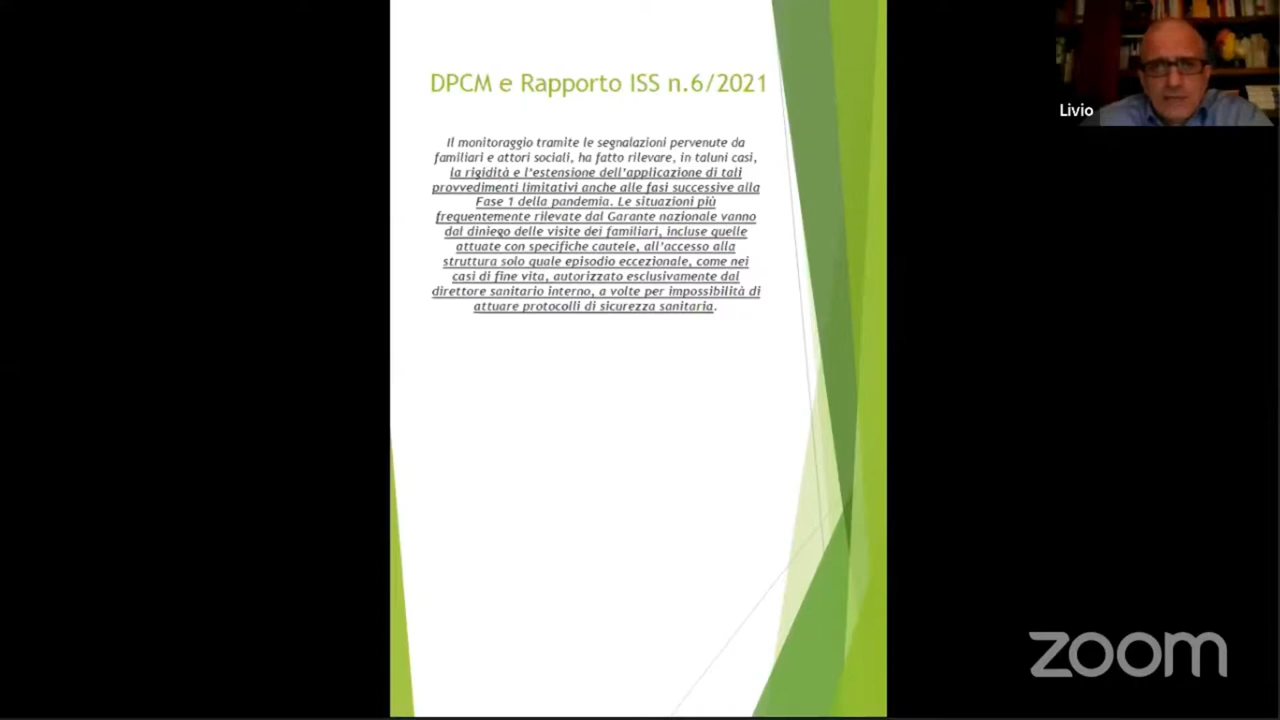 DPCM e Rapporto ISS n.6/2021
Il monitoraggio tramite le segnalazioni pervenute da
familiari e attori sociali, ha fatto rilevare, in taluni casi,
la rigidità e l'estensione dell'applicazione di tali
provvedimenti limitativi anche alle fasi successive alla
Fase 1 della pandemia. Le situazioni più
frequentemente rilevate dal Garante nazionale vanno
dal diniego delle visite dei familiari, incluse quelle
attuate con specifiche cautele, all'accesso alla
struttura solo quale episodio eccezionale, come nei
casi di fine vita, autorizzato esclusivamente dal
direttore sanitario interno, a volte per impossibilità di
attuare protocolli di sicurezza sanitaria.
Livio
zoom